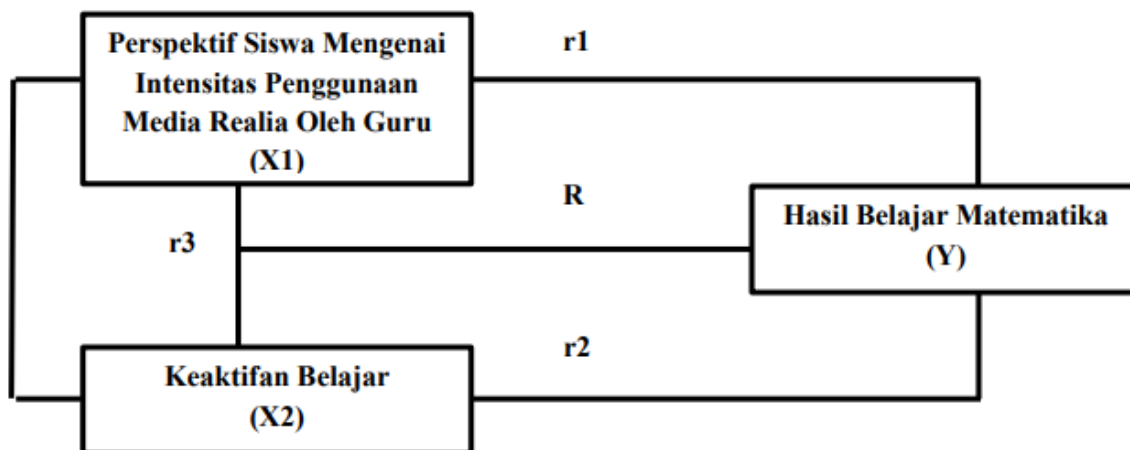 Perspektif Siswa Mengenai
Intensitas Penggunaan
Media Realia Oleh Guru
(X1)
r1
R
Hasil Belajar Matematika
(Y)
r3
r2
Keaktifan Belajar
(X2)